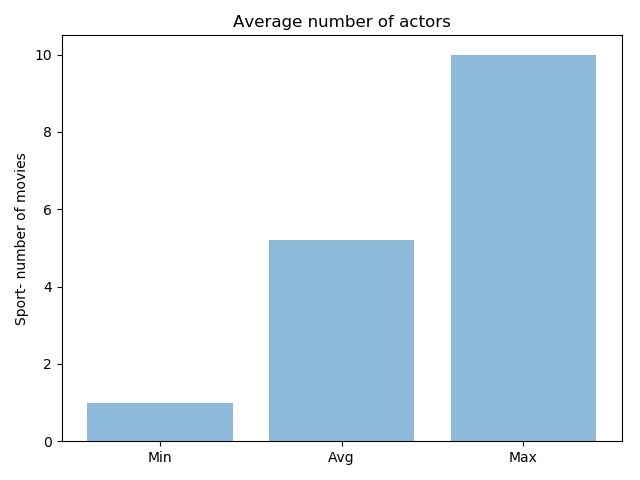 Average number of actors
Sport- number of movies
10
8
6
4
2
0
Min
Avg
Max